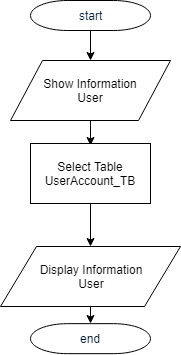 start
Show Information
User
Select Table
UserAccount_TB
Display Information
User
end